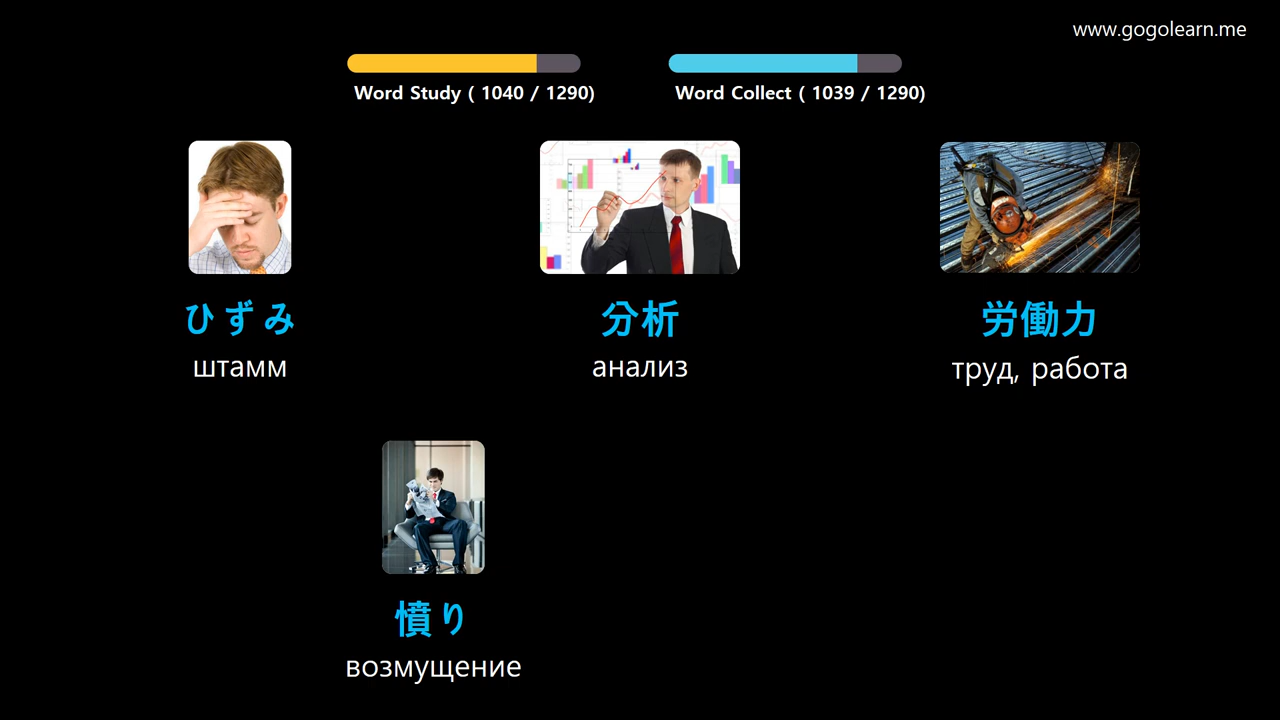 www.gogolearn.me
Word Study ( 1040 / 1290)
Word Collect ( 1039 / 1290)
ひずみ
штамм
分析
анализ
労働力
труд, работа
憤り
возмущение